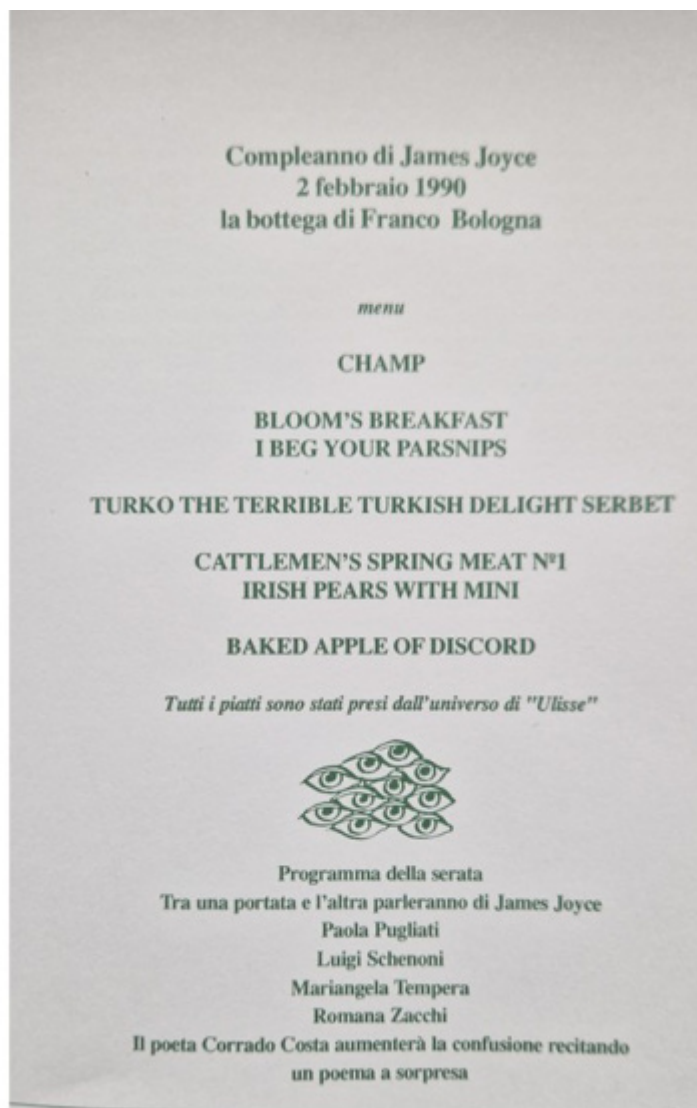 Compleanno di James Joyce
2 febbraio 1990
la bottega di Franco Bologna
menu
CHAMP
BLOOM'S BREAKFAST
I BEG YOUR PARSNIPS
TURKO THE TERRIBLE TURKISH DELIGHT SERBET
CATTLEMEN'S SPRING MEAT Nº1
IRISH PEARS WITH MINI
BAKED APPLE OF DISCORD
Tutti i piatti sono stati presi dall'universo di "Ulisse"
Programma della serata
Tra una portata e l'altra parleranno di James Joyce
Paola Pugliati
Luigi Schenoni
Mariangela Tempera
Romana Zacchi
Il poeta Corrado Costa aumenterà la confusione recitando
un poema a sorpresa